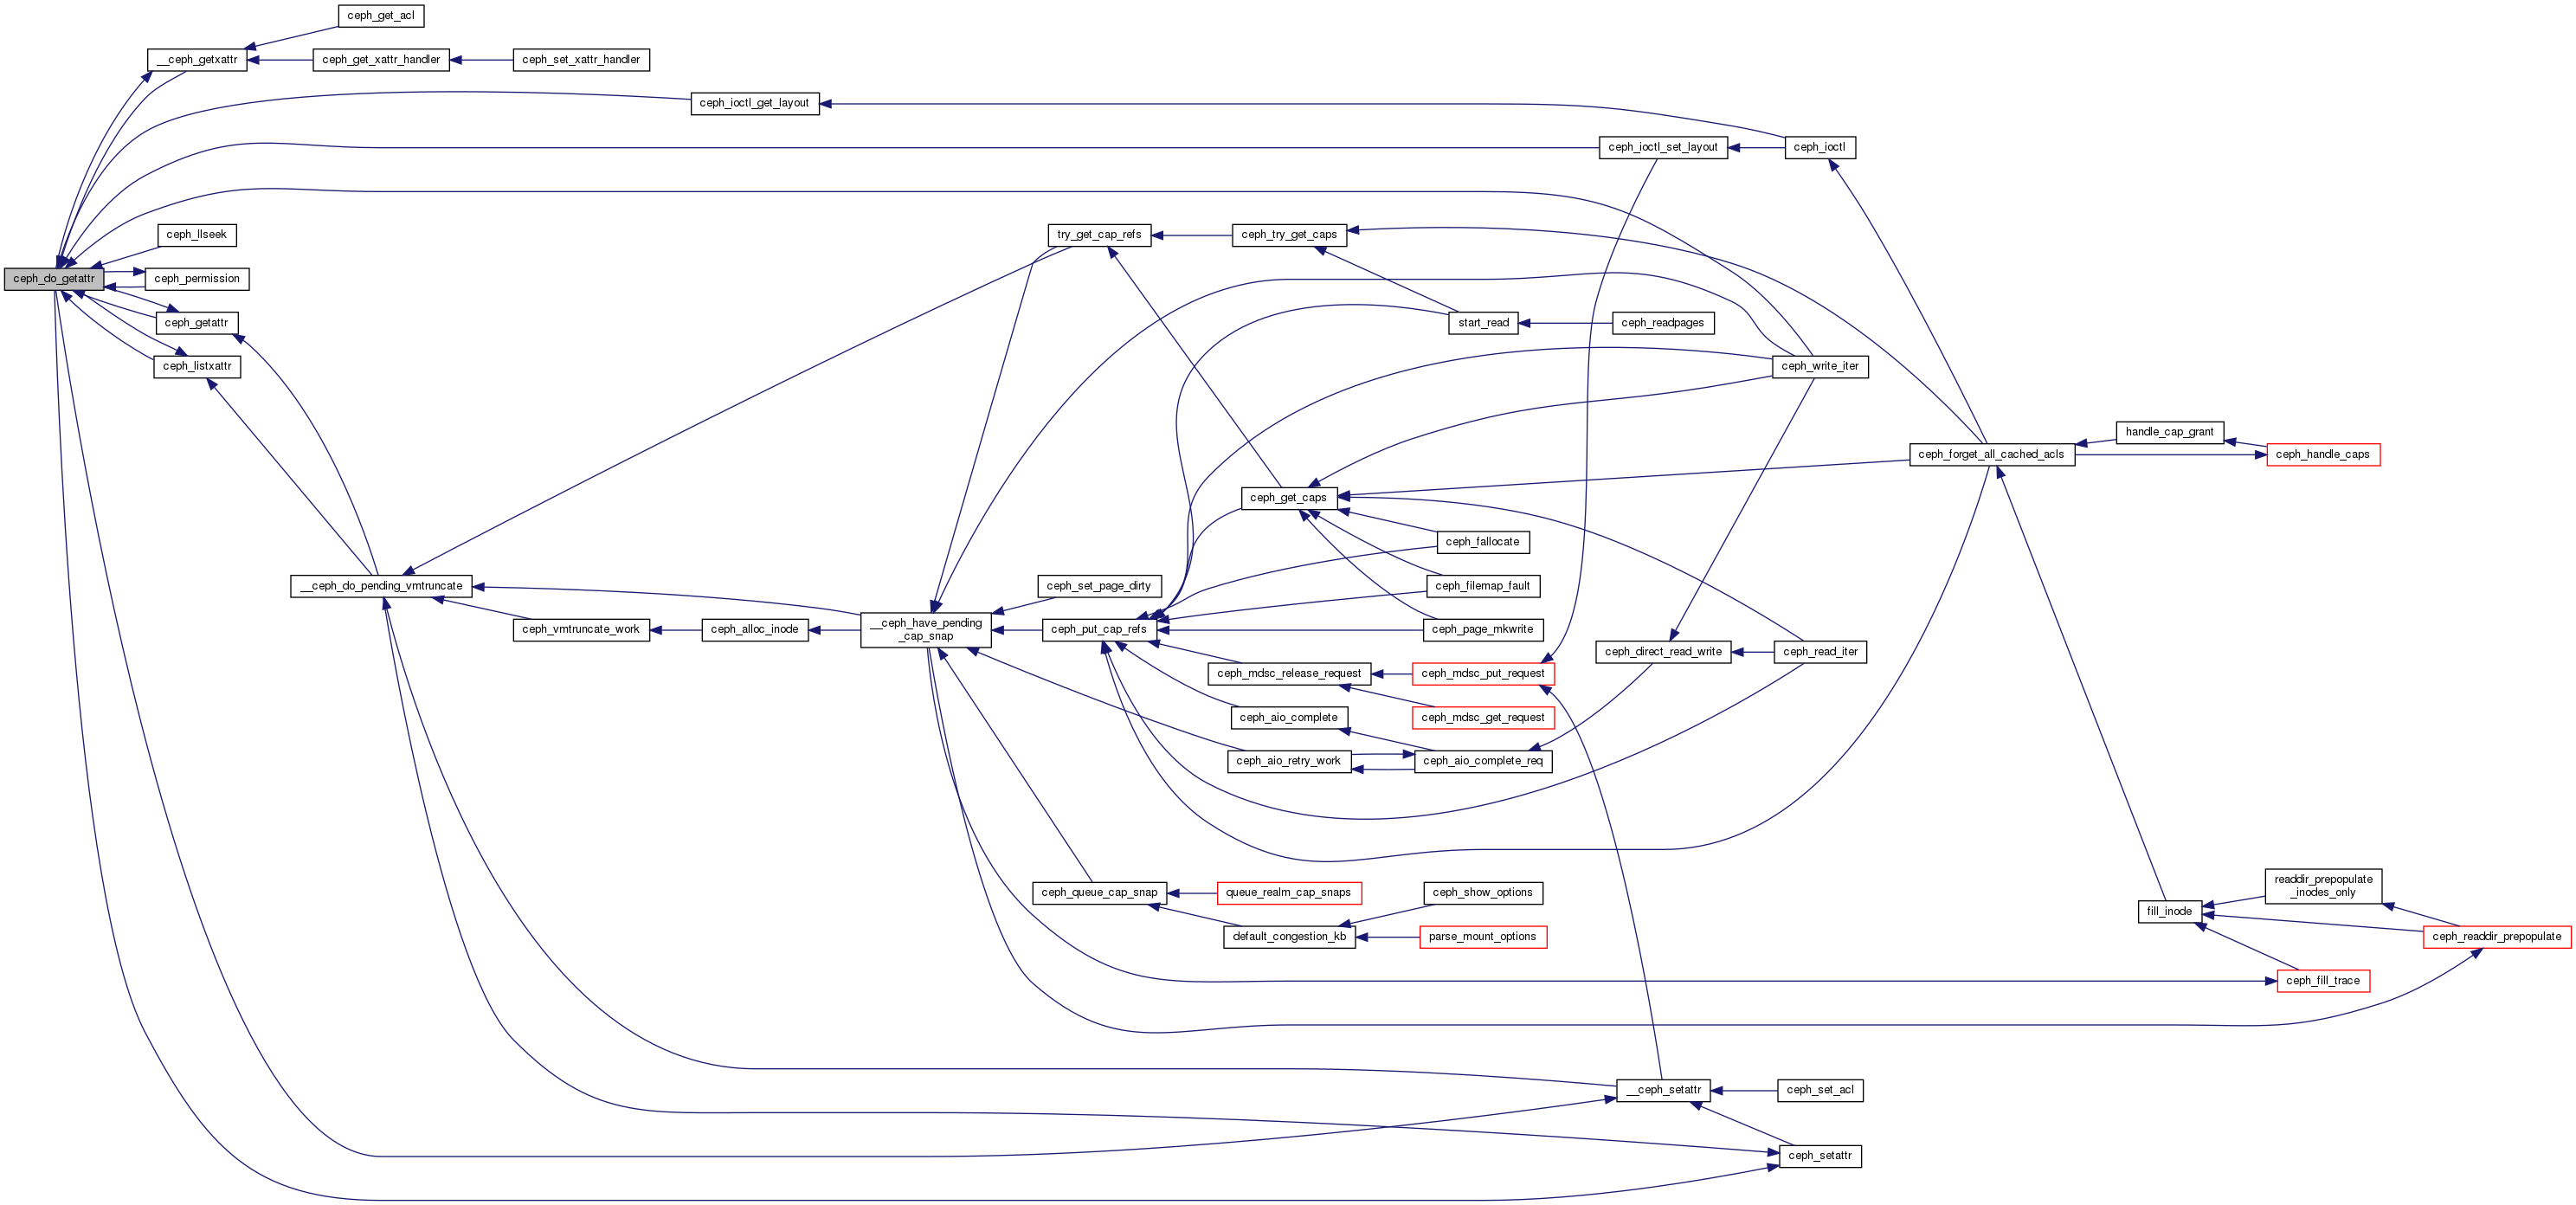 ceph_get_acl
__ceph_getxattr
ceph_get_xattr_handler
ceph_set_xattr_handler
ceph_ioctl_get_layout
ceph_ioctl_set_layout
ceph_ioctl
ceph_llseek
try_get_cap_refs
ceph_try_get_caps
ceph_do_getattr
ceph_permission
ceph_getattr
start_read
ceph_readpages
ceph_listxattr
ceph_write_iter
handle_cap_grant
ceph_forget_all_cached_acls
ceph_handle_caps
ceph_get_caps
ceph_fallocate
__ceph_do_pending_vmtruncate
ceph_set_page_dirty
ceph_filemap_fault
ceph_vmtruncate_work
ceph_alloc_inode
__ceph_have_pending
_cap_snap
ceph_put_cap_refs
ceph_page_mkwrite
ceph_direct_read_write
ceph_read_iter
ceph_mdsc_release_request
ceph_mdsc_put_request
ceph_aio_complete
ceph_mdsc_get_request
ceph_aio_retry_work
ceph_aio_complete_req
ceph_queue_cap_snap
queue_realm_cap_snaps
ceph_show_options
readdir_prepopulate
_inodes_only
fill_inode
default_congestion_kb
parse_mount_options
ceph_readdir_prepopulate
ceph_fill_trace
__ceph_setattr
ceph_set_acl
ceph_setattr